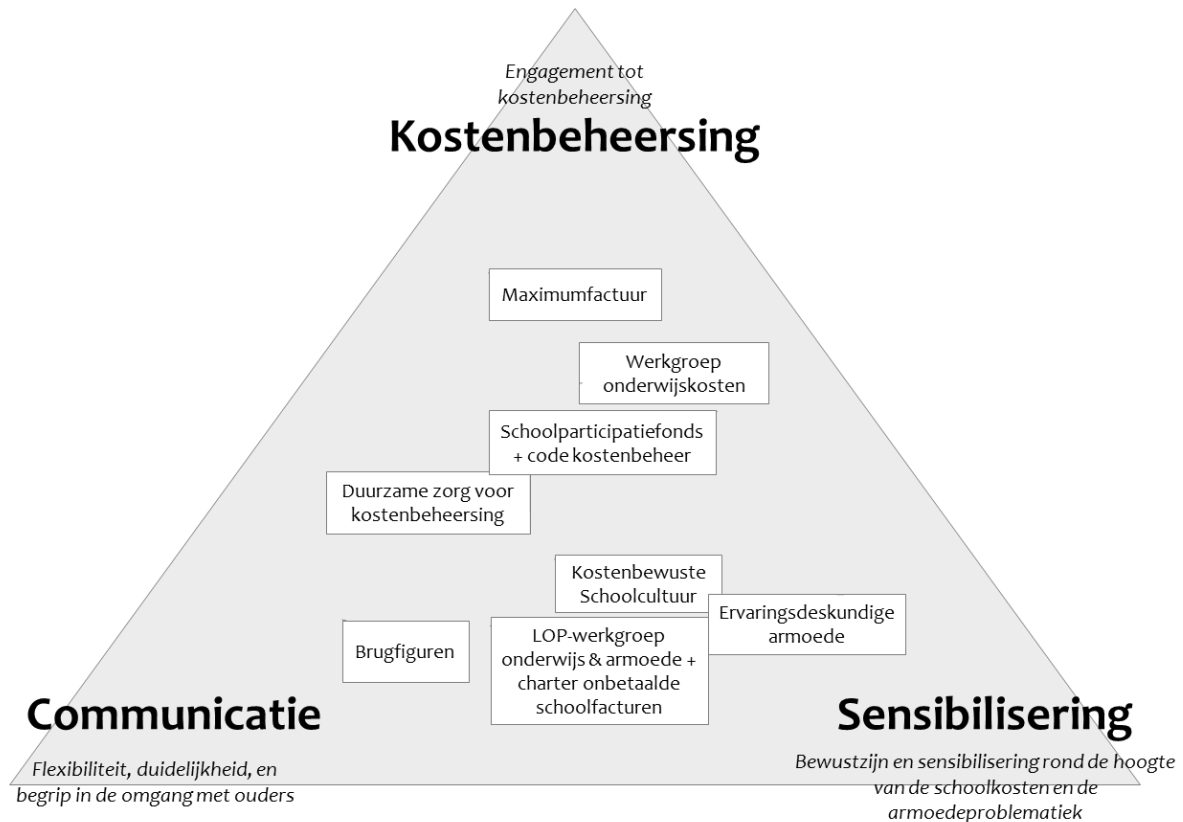 Engagement tot
kostenbeheersing
Kostenbeheersing
Maximumfactuur
Werkgroep
onderwijskosten
Schoolparticipatiefonds
+ code kostenbeheer
Duurzame zorg voor
kostenbeheersing
Kostenbewuste
Schoolcultuur
Ervaringsdeskundige
armoede
Brugfiguren
LOP-werkgroep
onderwijs & armoede +
charter onbetaalde
schoolfacturen
Communicatie
Flexibiliteit, duidelijkheid, en
begrip in de omgang met ouders
Sensibilisering
Bewustzijn en sensibilisering rond de hoogte
van de schoolkosten en de
armoedeproblematiek